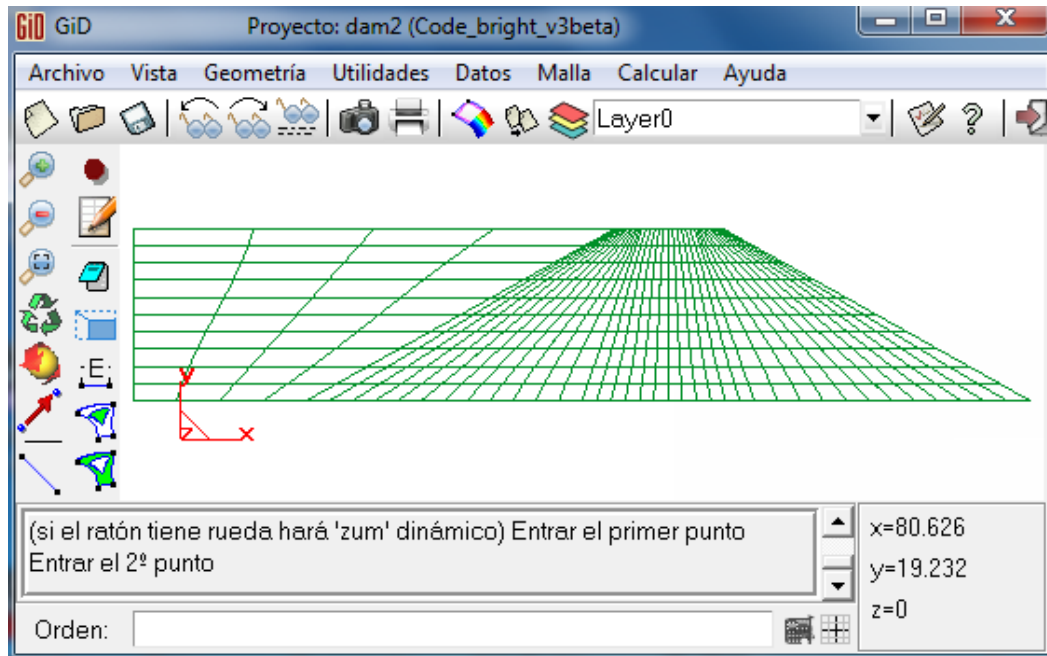 GiD GiD Proyecto: dam2 (Code_bright_v3beta)
Archivo Vista Geometría Utilidades Datos Malla Calcular Ayuda
Layer0 ?
E
y
z x
(si el ratón tiene rueda hará 'zum' dinámico) Entrar el primer punto
Entrar el 2º punto
x=80.626
y=19.232
z=0
Orden: